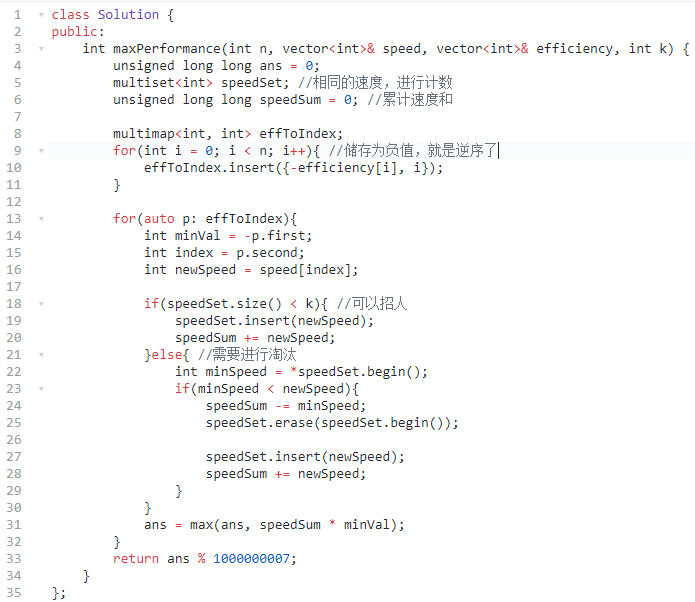 1 class Solution {
2 public:
3     int maxPerformance(int n, vector<int>& speed, vector<int>& efficiency, int k) {
4         unsigned long long ans = 0;
5         multiset<int> speedSet; //相同的速度，进行计数
6         unsigned long long speedSum = 0; //累计速度和
7
8         multimap<int, int> effToIndex;
9         for(int i = 0; i < n; i++){ //储存为负值，就是逆序了
10             effToIndex.insert({-efficiency[i], i});
11         }
12
13         for(auto p: effToIndex){
14             int minVal = -p.first;
15             int index = p.second;
16             int newSpeed = speed[index];
17
18             if(speedSet.size() < k){ //可以招人
19                 speedSet.insert(newSpeed);
20                 speedSum += newSpeed;
21             }else{ //需要进行淘汰
22                 int minSpeed = *speedSet.begin();
23                 if(minSpeed < newSpeed){
24                     speedSum -= minSpeed;
25                     speedSet.erase(speedSet.begin());
26
27                     speedSet.insert(newSpeed);
28                     speedSum += newSpeed;
29                 }
30             }
31             ans = max(ans, speedSum * minVal);
32         }
33         return ans % 1000000007;
34     }
35 };